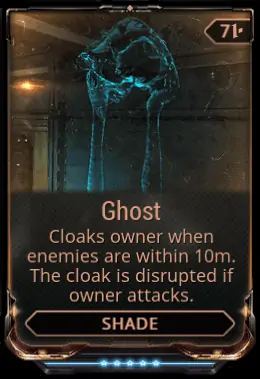 71
Ghost
Cloaks owner when
enemies are within 10m.
The cloak is disrupted if
owner attacks.
SHADE